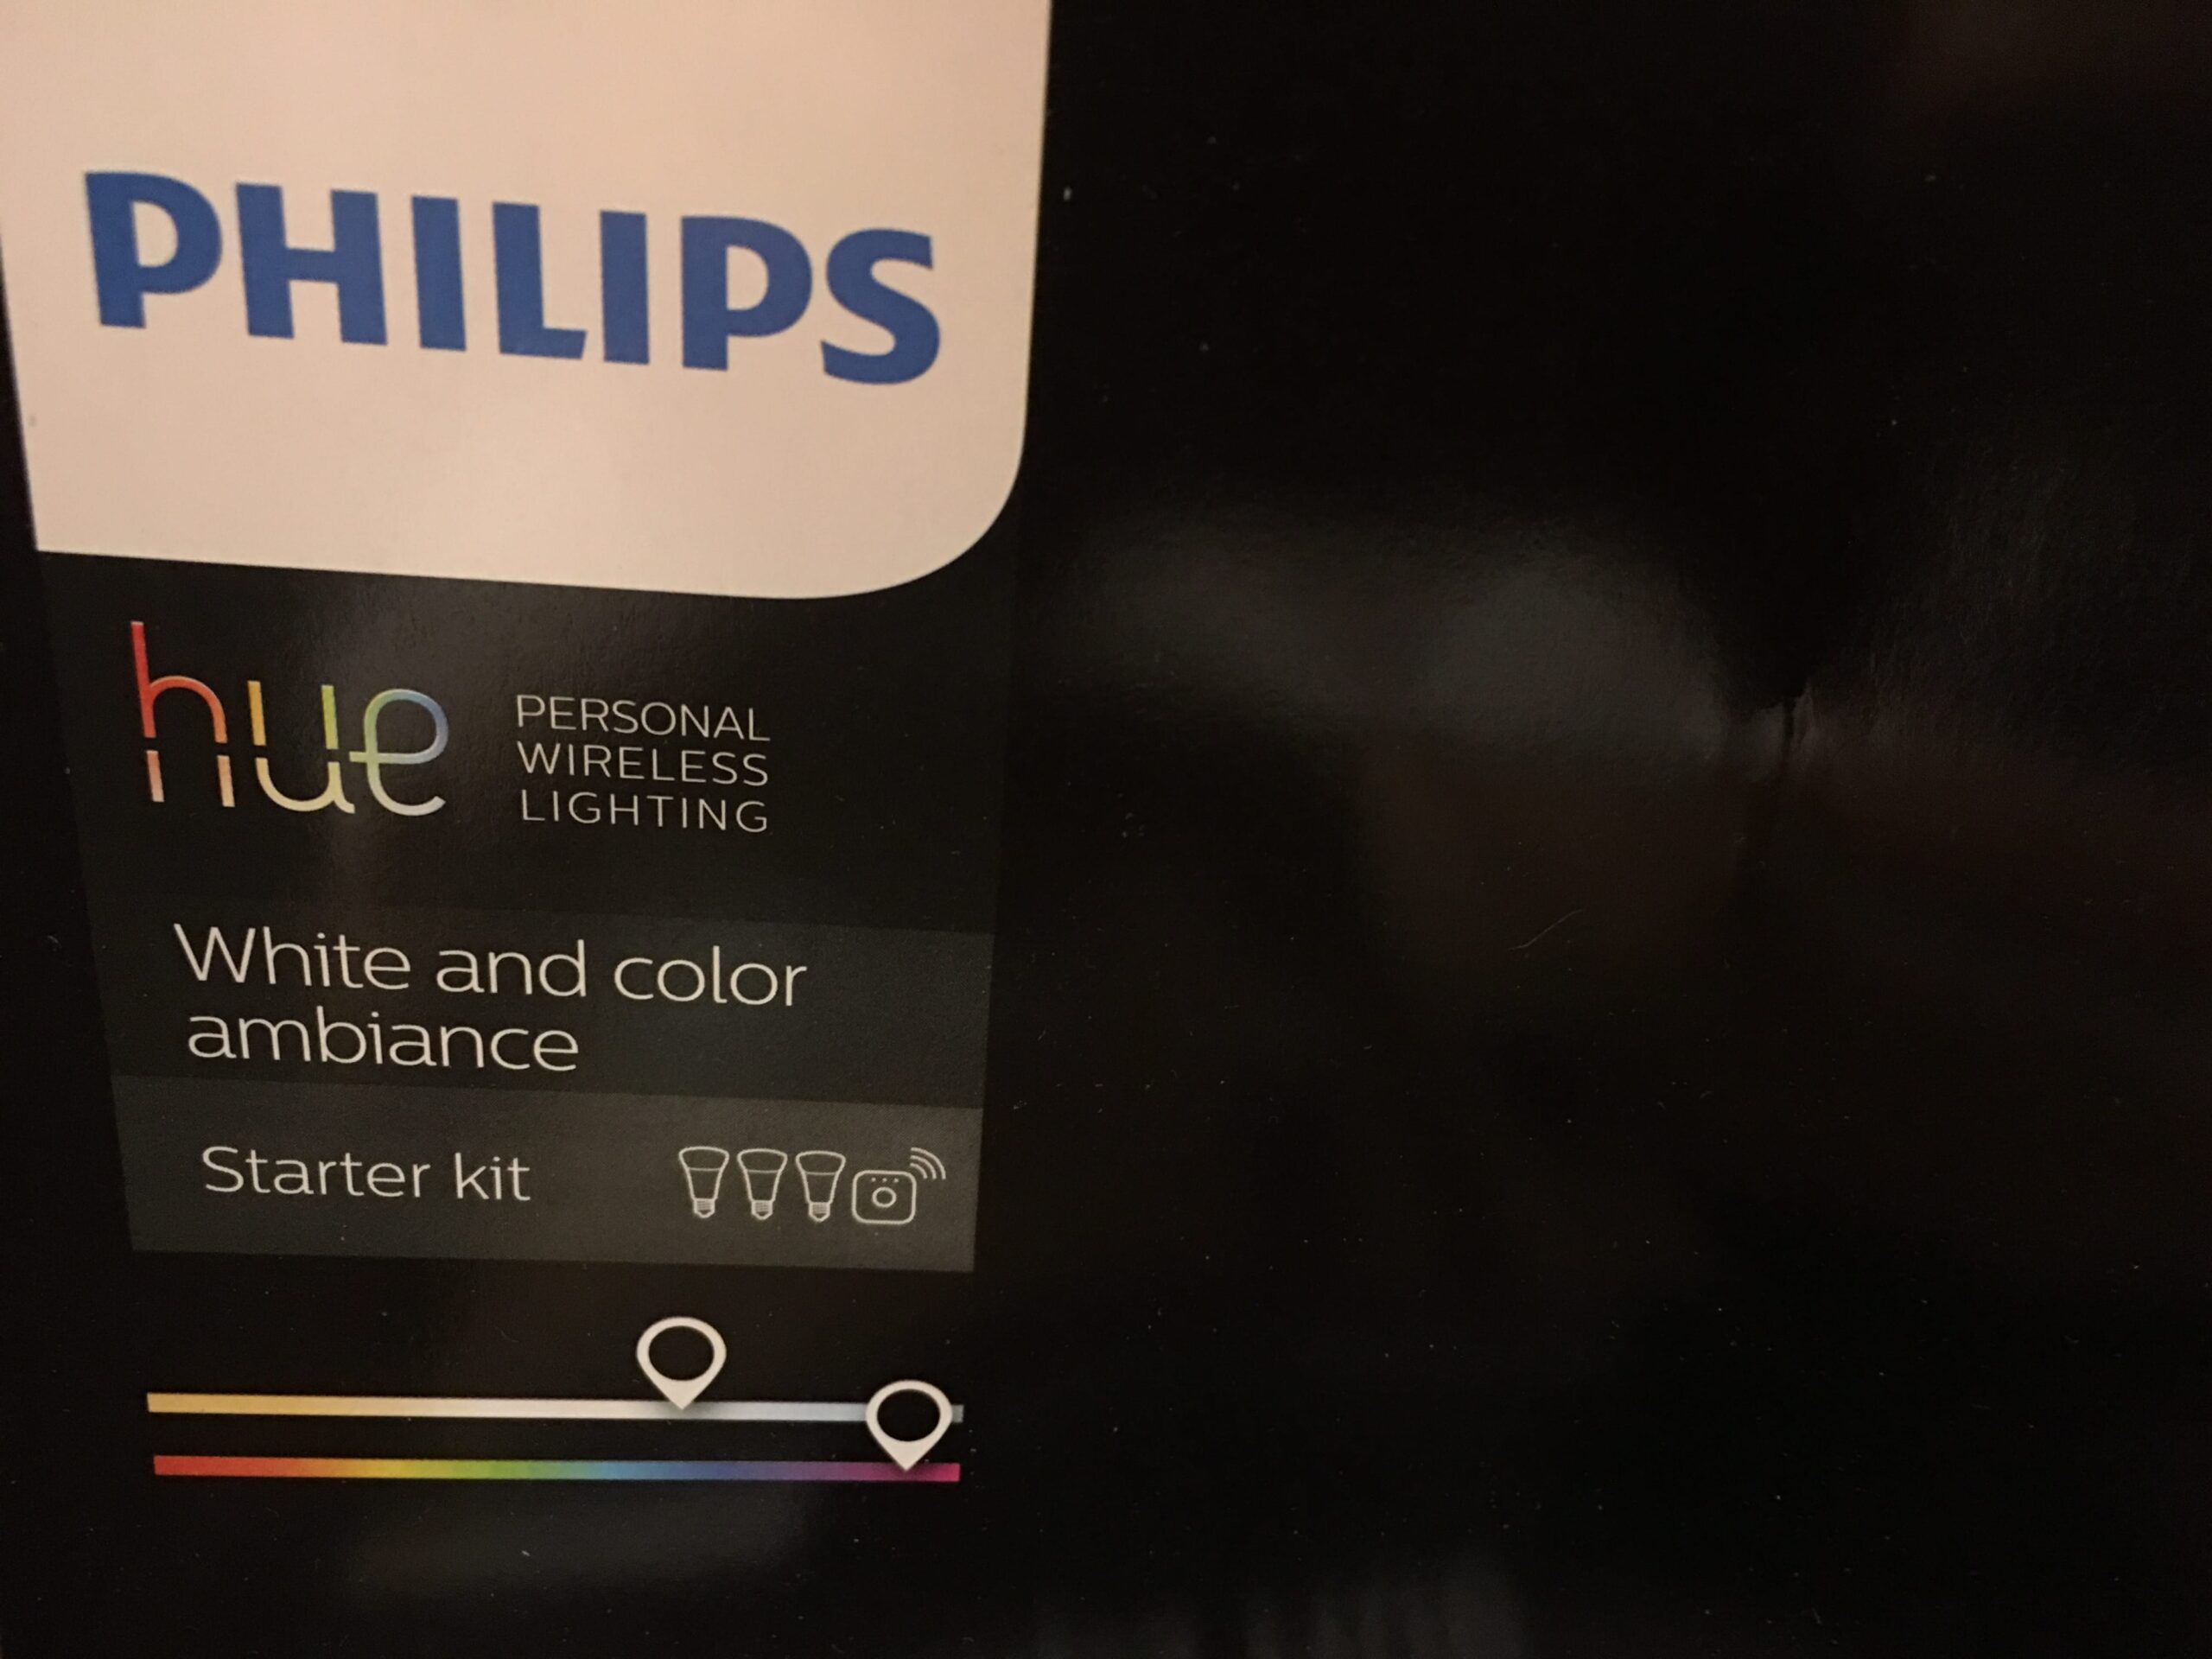 PHILIPS
hue
PERSONAL
WIRELESS
LIGHTING
White and color
ambiance
Starter kit